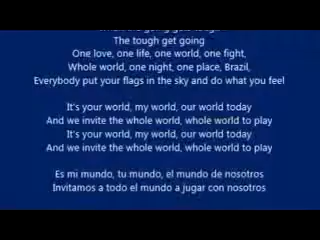 The tough get going
One love, one life, one world, one fight,
Whole world, one night, one place, Brazil,
Everybody put your flags in the sky and do what you feel
It's your world, my world, our world today
And we invite the whole world, whole world to play
It's your world, my world, our world today
And we invite the whole world, whole world to play
Es mi mundo, tu mundo, el mundo de nosotros
Invitamos a todo el mundo a jugar con nosotros